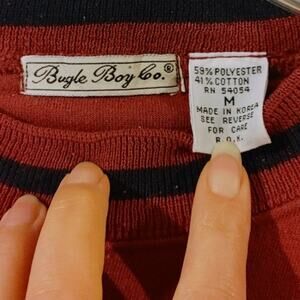 Bugle Boy Co.®
59% POLYESTER
41% COTTON
RN 54054
M
MADE IN KOREA
SEE REVERSE
FOR CARE
R.O.K.